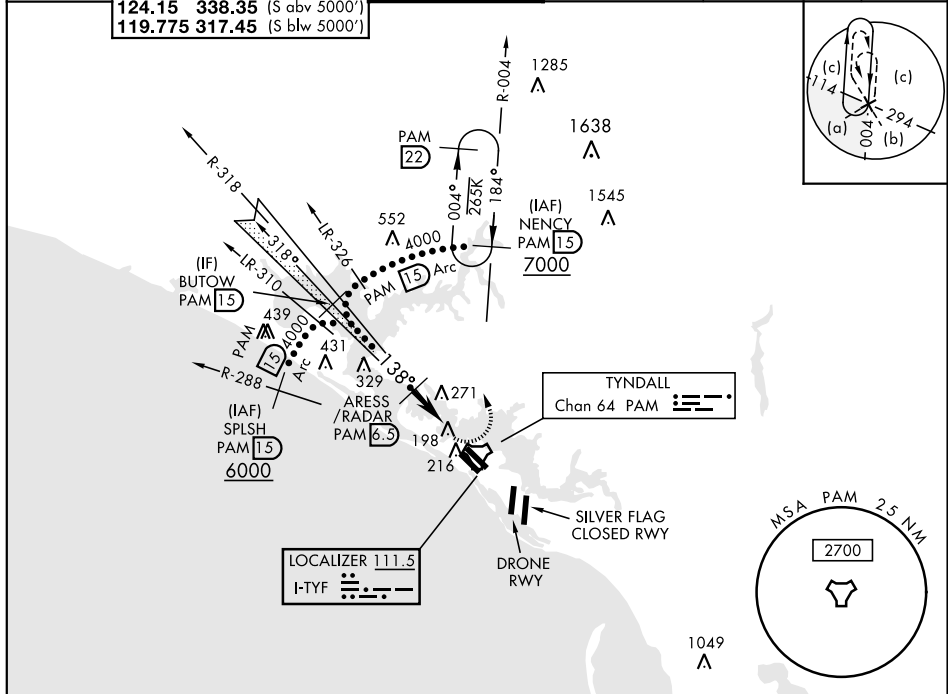 124.15 338.35 (S abv 5000')
119.775 317.45 (S blw 5000')
(c)
(c)
114
294
(a)
004
(b)
R-004
1285
1638
1545
PAM
22
004°
265K
184°
(IAF)
NENCY
PAM 15
7000
R-318
318°
LR-326
LR-310
552
4000
PAM 15 Arc
(IF)
BUTOW
PAM 15
439
PAM 15 Arc
4000
431
329
R-288
138°
(IAF)
SPLSH
PAM 15
6000
ARESS
/RADAR
PAM 6.5
271
198
216
TYNDALL
Chan 64 PAM
SILVER FLAG
CLOSED RWY
DRONE
RWY
LOCALIZER 111.5
I-TYF
MSA PAM 25 NM
2700
1049